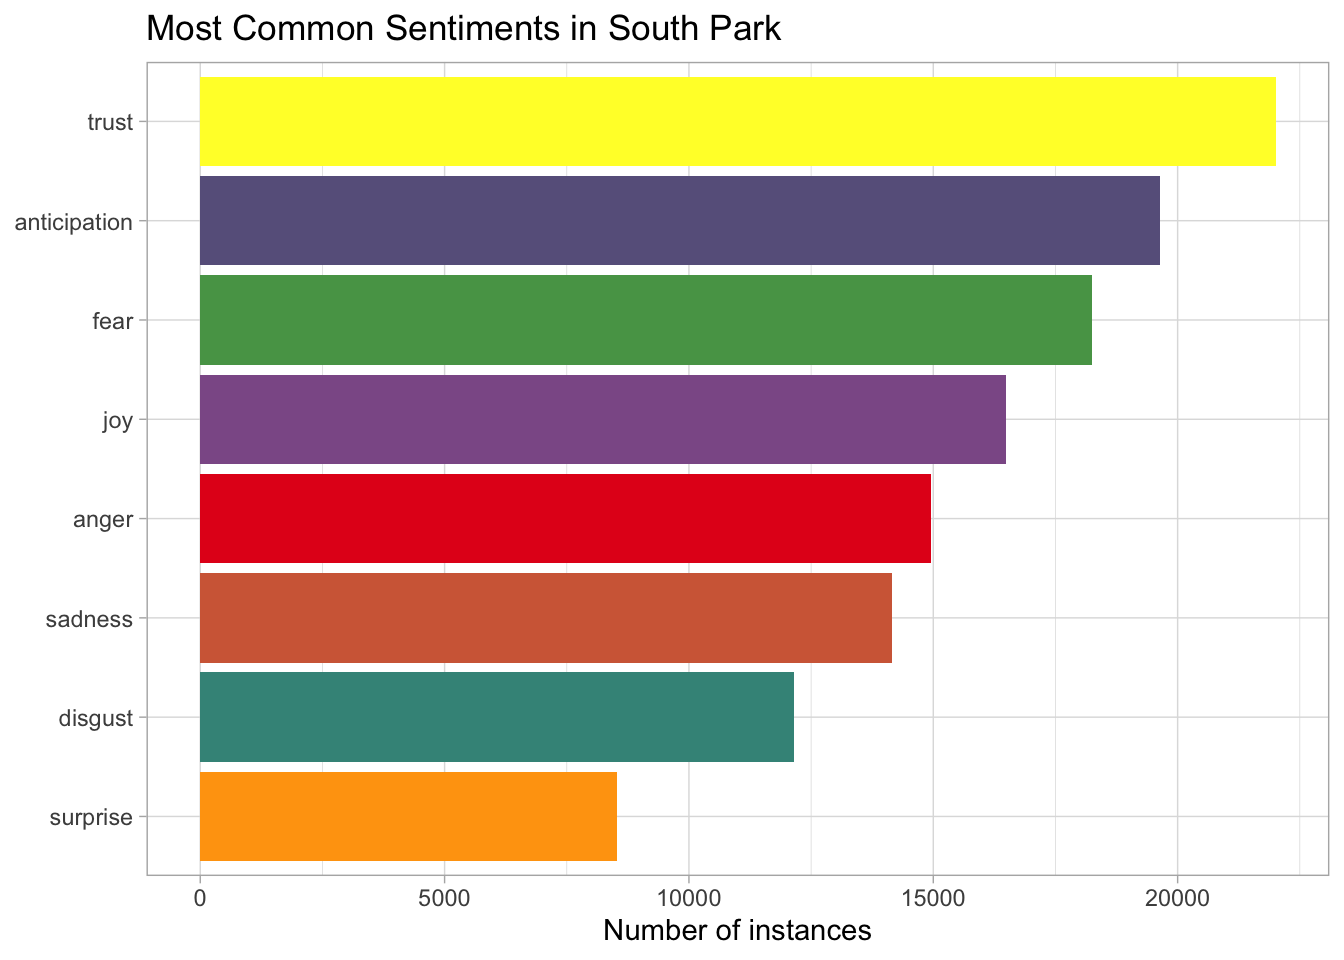 Most Common Sentiments in South Park
trust
anticipation
fear
joy
anger
sadness
disgust
surprise
0 5000 10000 15000 20000
Number of instances